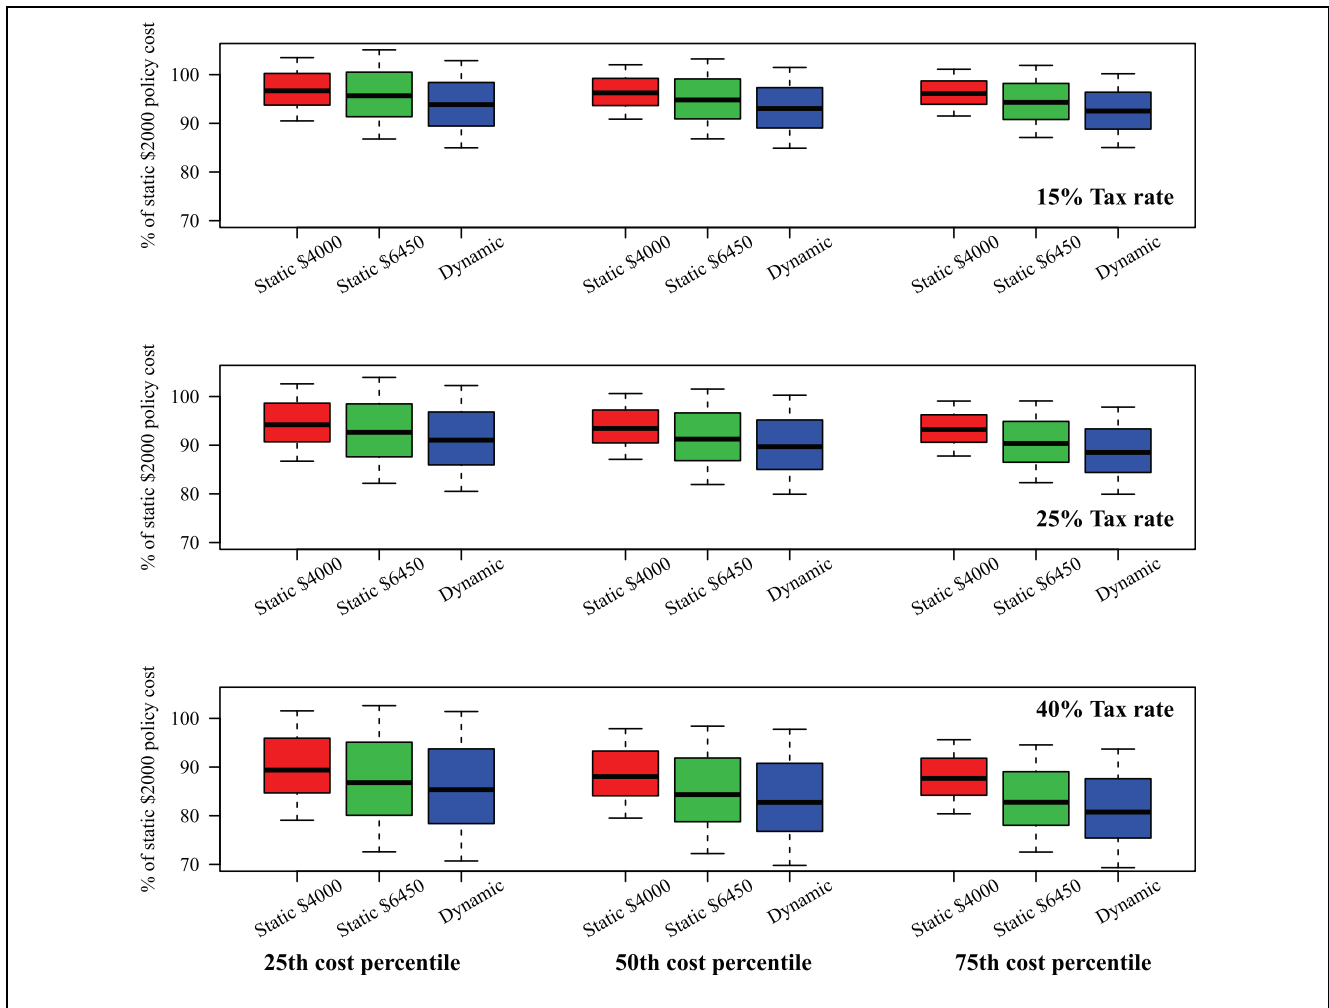 % of static $2000 policy cost
100
90
80
70
15% Tax rate
Static $4000 Static $6450 Dynamic Static $4000 Static $6450 Dynamic Static $4000 Static $6450 Dynamic
% of static $2000 policy cost
100
90
80
70
25% Tax rate
Static $4000 Static $6450 Dynamic Static $4000 Static $6450 Dynamic Static $4000 Static $6450 Dynamic
% of static $2000 policy cost
40% Tax rate
100
90
80
70
Static $4000 Static $6450 Dynamic Static $4000 Static $6450 Dynamic Static $4000 Static $6450 Dynamic
25th cost percentile 50th cost percentile 75th cost percentile